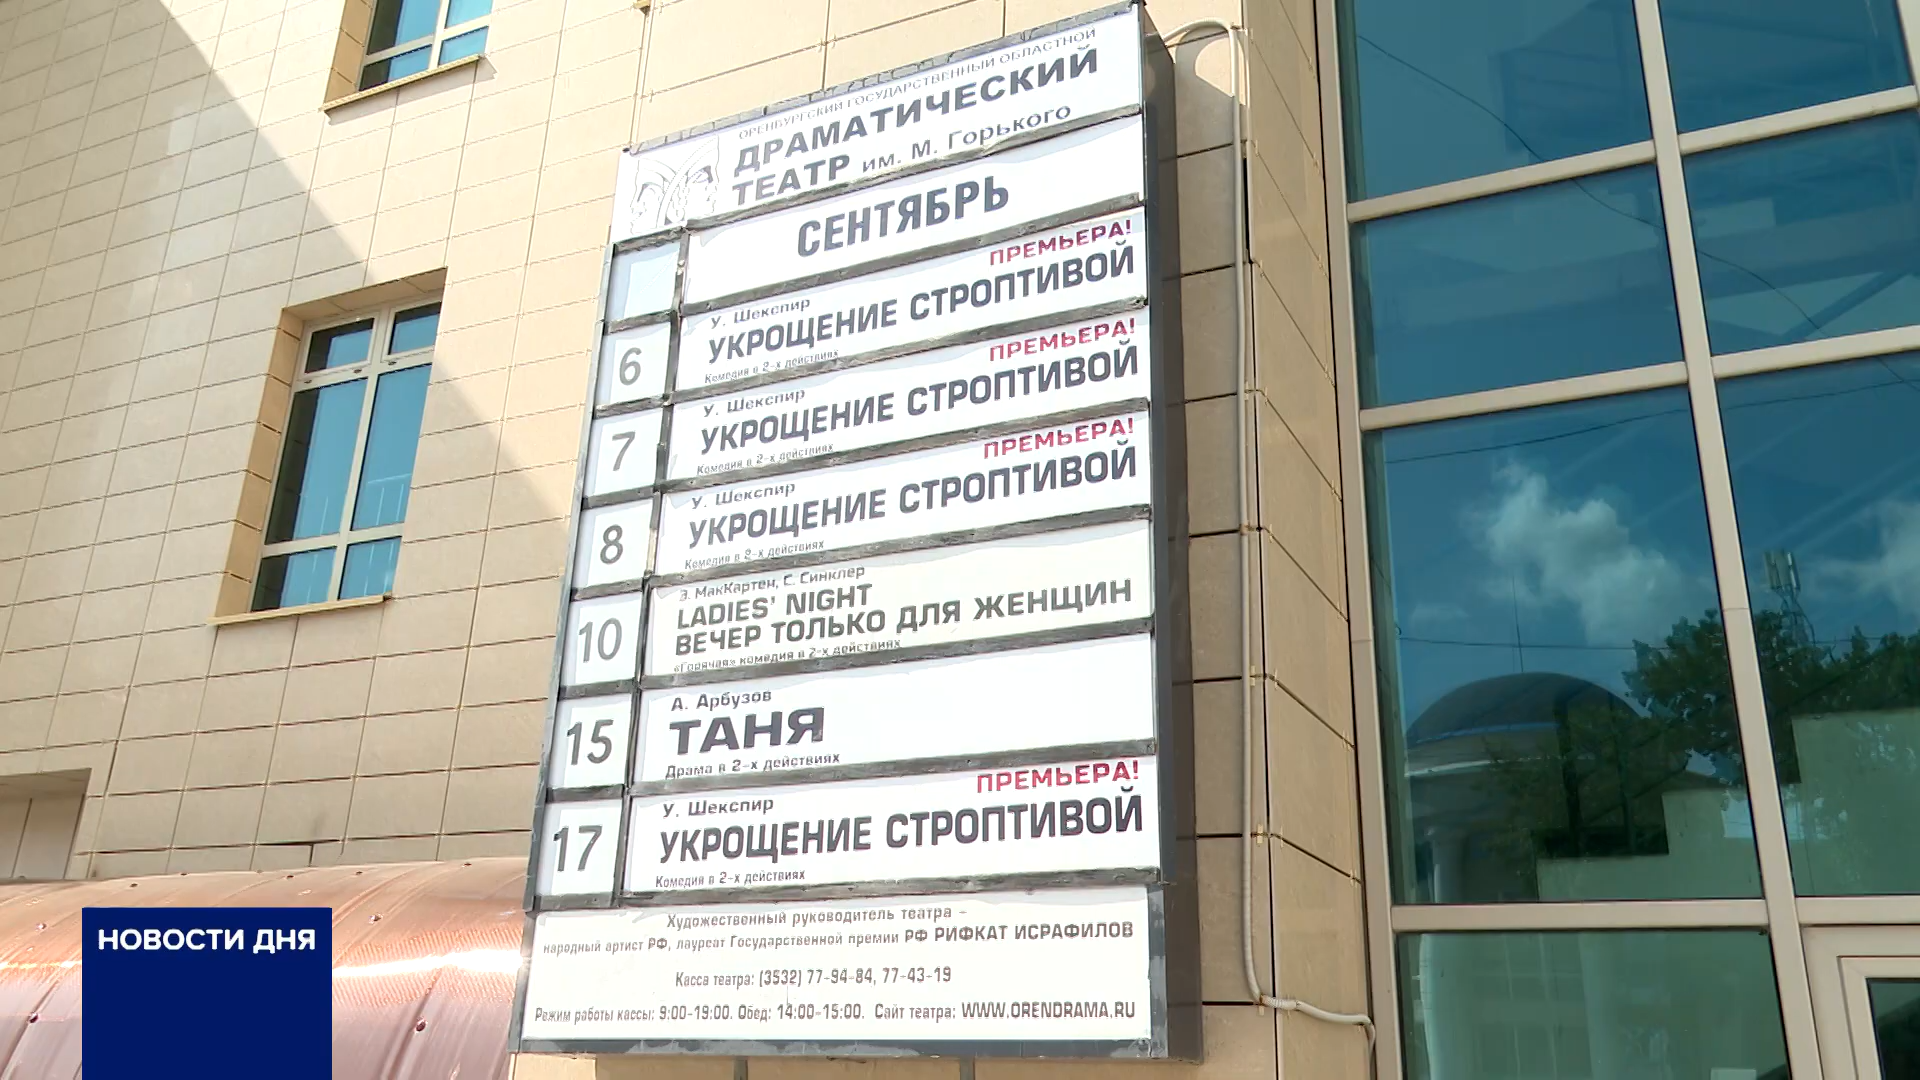 ОРЕНБУРГСКИЙ ГОСУДАРСТВЕННЫЙ ОБЛАСТНОЙ
ДРАМАТИЧЕСКИЙ
ТЕАТР им. М. Горького
СЕНТЯБРЬ
ПРЕМЬЕРА!
6
У. Шекспир
УКРОЩЕНИЕ СТРОПТИВОЙ
Комедия в 2-х действиях
ПРЕМЬЕРА!
7
У. Шекспир
УКРОЩЕНИЕ СТРОПТИВОЙ
Комедия в 2-х действиях
ПРЕМЬЕРА!
8
У. Шекспир
УКРОЩЕНИЕ СТРОПТИВОЙ
Комедия в 2-х действиях
10
Э. МакКартен, С. Синклер
LADIES' NIGHT
ВЕЧЕР ТОЛЬКО ДЛЯ ЖЕНЩИН
«Горячая» комедия в 2-х действиях
15
А. Арбузов
ТАНЯ
Драма в 2-х действиях
ПРЕМЬЕРА!
17
У. Шекспир
УКРОЩЕНИЕ СТРОПТИВОЙ
Комедия в 2-х действиях
Художественный руководитель театра -
народный артист РФ, лауреат Государственной премии РФ РИФКАТ ИСРАФИЛОВ
Касса театра: (3532) 77-94-84, 77-43-19
Режим работы кассы: 9:00-19:00. Обед: 14:00-15:00. Сайт театра: WWW.ORENDRAMA.RU
НОВОСТИ ДНЯ